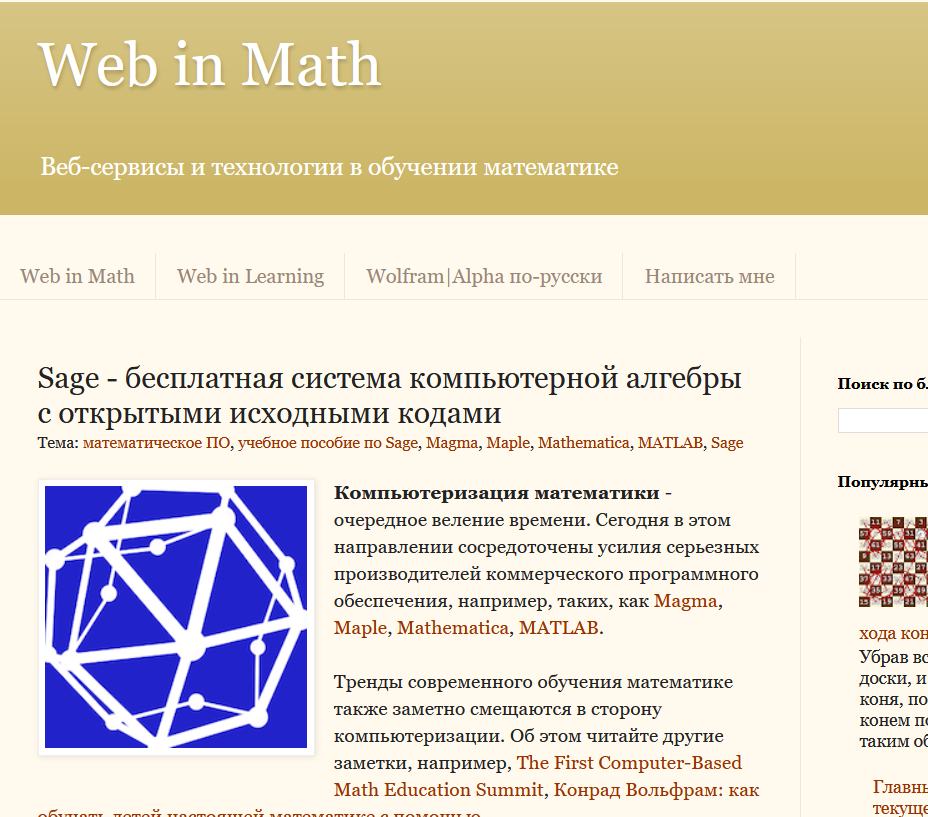 Web in Math
Веб-сервисы и технологии в обучении математике
Web in Math
Web in Learning
Wolfram|Alpha по-русски
Написать мне
Sage - бесплатная система компьютерной алгебры
с открытыми исходными кодами
Тема: математическое ПО, учебное пособие по Sage, Magma, Maple, Mathematica, MATLAB, Sage
Компьютеризация математики -
очередное веление времени. Сегодня в этом
направлении сосредоточены усилия серьезных
производителей коммерческого программного
обеспечения, например, таких, как Magma,
Maple, Mathematica, MATLAB.
Тренды современного обучения математике
также заметно смещаются в сторону
компьютеризации. Об этом читайте другие
заметки, например, The First Computer-Based
Math Education Summit, Конрад Вольфрам: как
обучать детей настоящей математике с помощью
Поиск по
Популярн
хода кон
Убрав вс
доски, и
коня, по
конем по
таким об
Главны
текуще